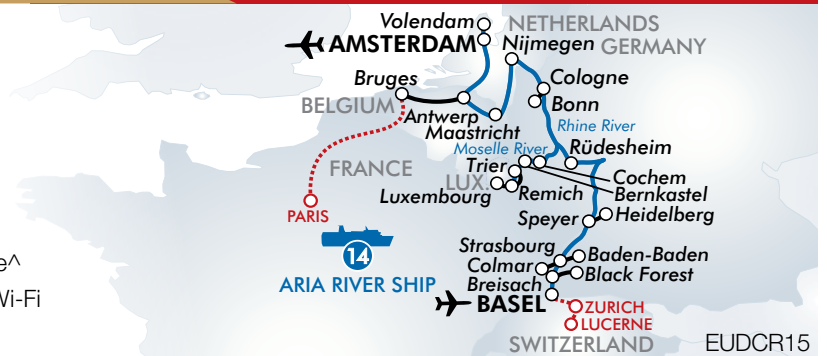 Volendam
NETHERLANDS
AMSTERDAM
Nijmegen
GERMANY
Bruges
Cologne
BELGIUM
Bonn
Antwerp
Rhine River
Maastricht
Moselle River
Rüdesheim
FRANCE
Trier
LUX.
Cochem
Luxembourg
Remich
Bernkastel
PARIS
Speyer
Heidelberg
14
Strasbourg
Baden-Baden
e^
Colmar
Black Forest
ARIA RIVER SHIP
Breisach
Wi-Fi
BASEL
ZURICH
LUCERNE
SWITZERLAND
EUDCR15